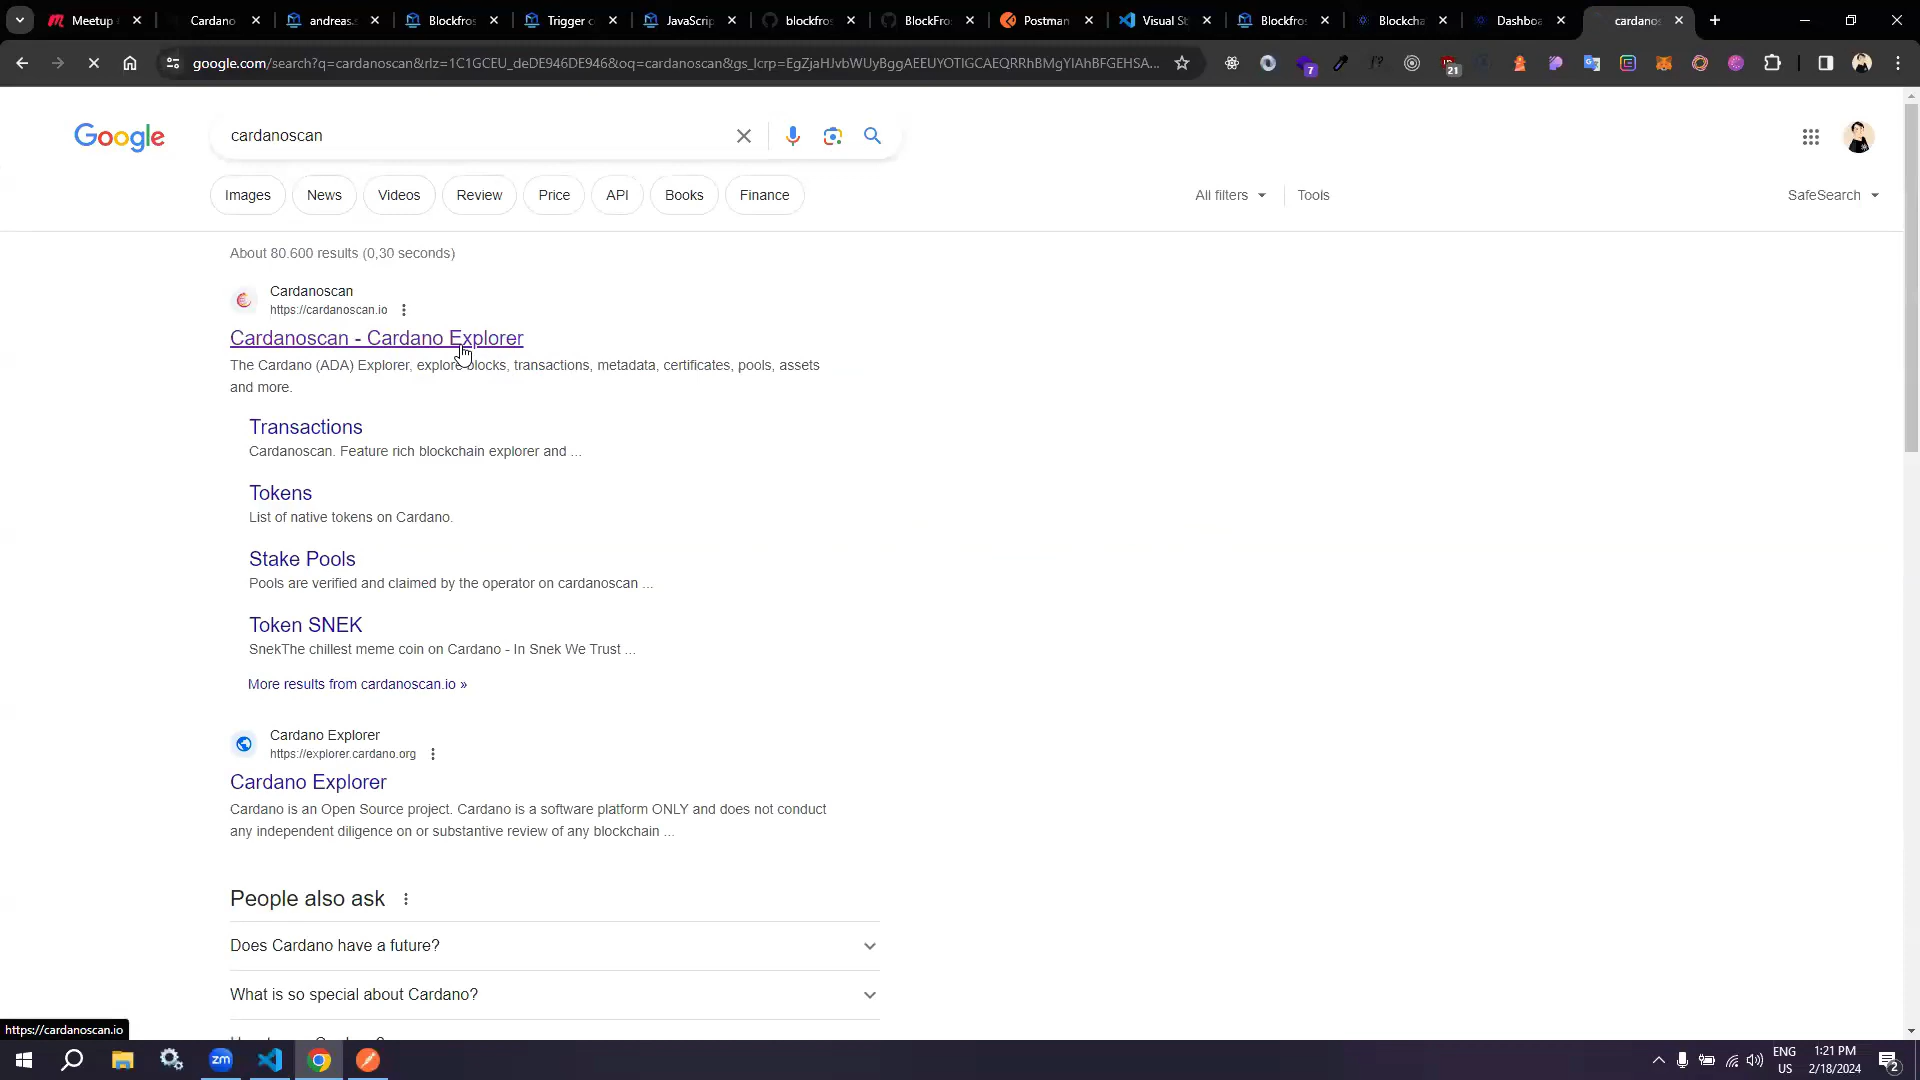 Meetup
Cardano
andreas.
Blockfros
Trigger c
JavaScrip
blockfros
BlockFro
Postman
Visual St
Blockfros
Blockcha
Dashboa
cardanos
google.com/search?q=cardanoscan&rlz=1C1GCEU_deDE946DE946&oq=cardanoscan&gs_lcrp=EgZjaHJvbWUyBggAEEUYOTIGCAEQRRhBMgYIAhBFGEHSA...
7
f?
21
Google
cardanoscan
Images
News
Videos
Review
Price
API
Books
Finance
All filters
Tools
SafeSearch
About 80.600 results (0,30 seconds)
Cardanoscan
https://cardanoscan.io
Cardanoscan - Cardano Explorer
The Cardano (ADA) Explorer, explore blocks, transactions, metadata, certificates, pools, assets
and more.
Transactions
Cardanoscan. Feature rich blockchain explorer and ...
Tokens
List of native tokens on Cardano.
Stake Pools
Pools are verified and claimed by the operator on cardanoscan ...
Token SNEK
SnekThe chillest meme coin on Cardano - In Snek We Trust ...
More results from cardanoscan.io »
Cardano Explorer
https://explorer.cardano.org
Cardano Explorer
Cardano is an Open Source project. Cardano is a software platform ONLY and does not conduct
any independent diligence on or substantive review of any blockchain ...
People also ask
Does Cardano have a future?
What is so special about Cardano?
https://cardanoscan.io
zm
ENG
US
1:21 PM
2/18/2024
2